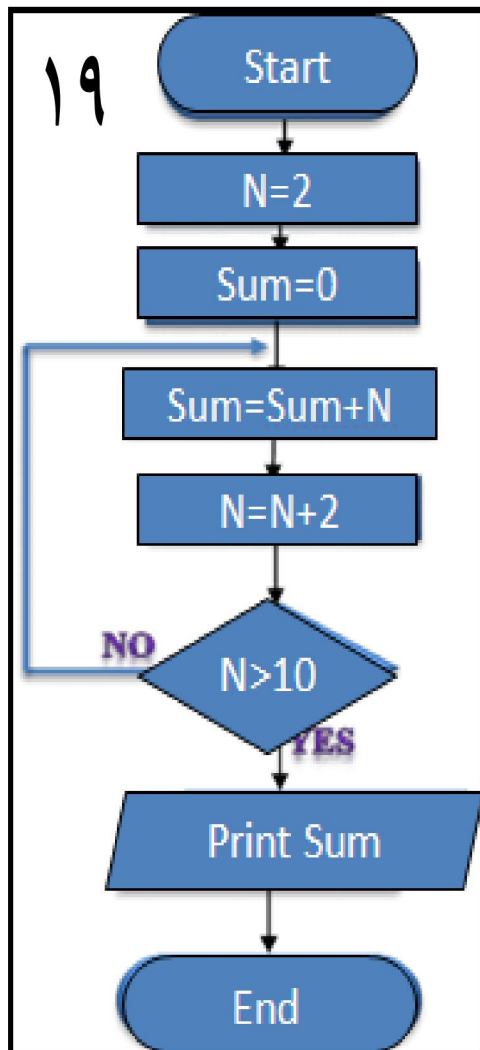 ١٩
Start
N=2
Sum=0
Sum=Sum+N
N=N+2
NO
N>10
YES
Print Sum
End